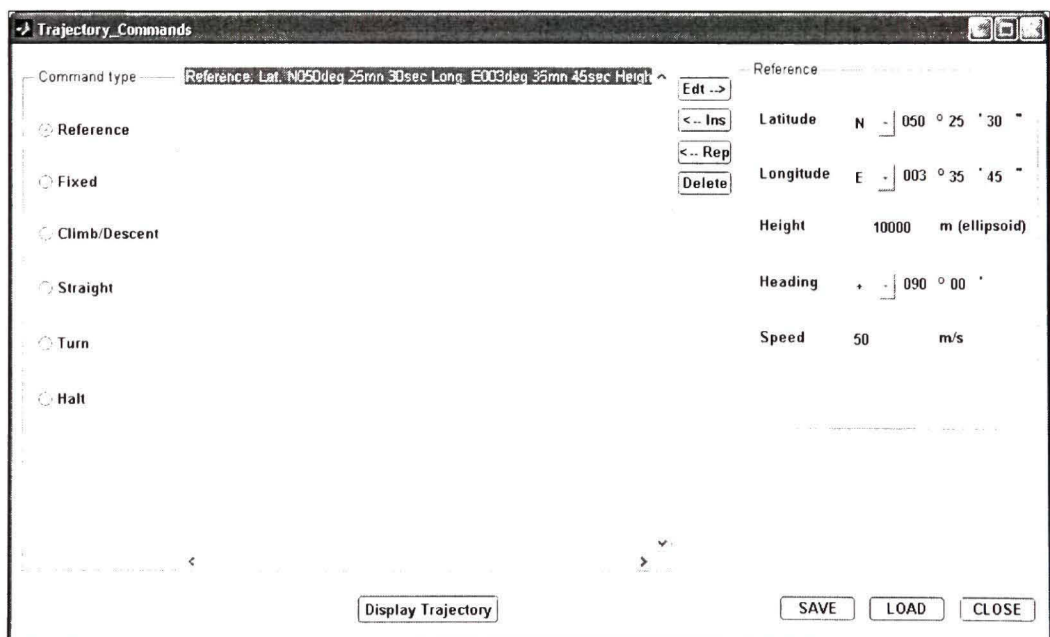 Trajectory_Commands
Command type
Reference
Fixed
Climb/Descent
Straight
Turn
Halt
Reference: Lat. N050deg 25mn 30sec Long. E003deg 35mn 45sec Heigh
Edt -->
<-- Ins
<-- Rep
Delete
Reference
Latitude N - 050 ° 25 ' 30 "
Longitude E - 003 ° 35 ' 45 "
Height 10000 m (ellipsoid)
Heading + - 090 ° 00 '
Speed 50 m/s
Display Trajectory
SAVE LOAD CLOSE